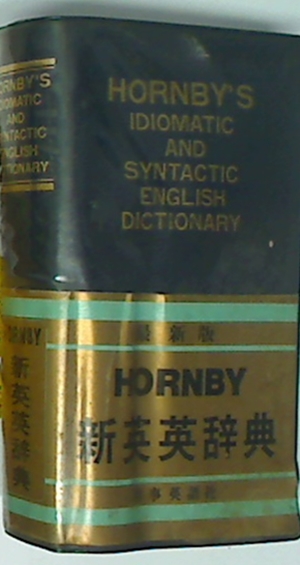 HORNBY'S
IDIOMATIC
AND
SYNTACTIC
ENGLISH
DICTIONARY
HORNBY'S
IDIOMATIC
AND
SYNTACTIC
ENGLISH
DICTIONARY
最新版
HORNBY
新英英辞典
HORNBY
新英英辞典